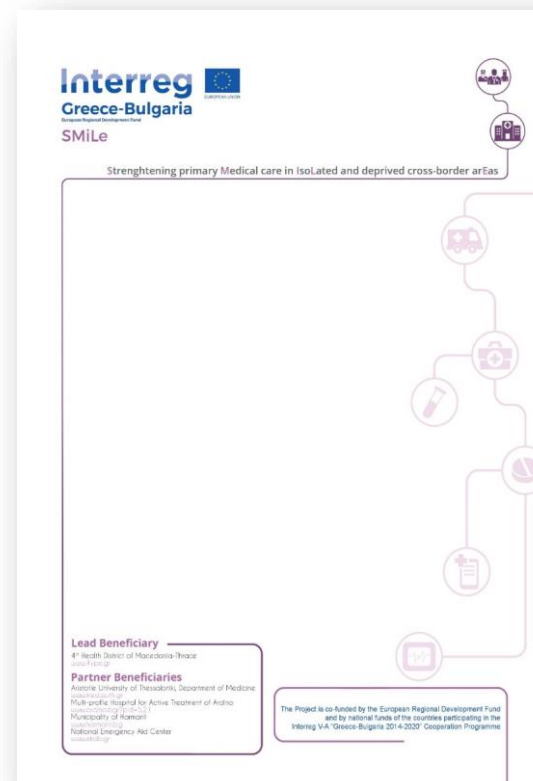 Interreg
EUROPEAN UNION
Greece-Bulgaria
European Regional Development Fund
SMiLe
Strenghtening primary Medical care in IsoLated and deprived cross-border arEas
Lead Beneficiary
4th Health District of Macedonia-Thrace
Partner Beneficiaries
Aristotle University of Thessaloniki, Department of Medicine
Multi-profile Hospital for Active Treatment of Ardino
Municipality of Harmanli
National Emergency Aid Center
The Project is co-funded by the European Regional Development Fund
and by national funds of the countries participating in the
Interreg V-A "Greece-Bulgaria 2014-2020" Cooperation Programme